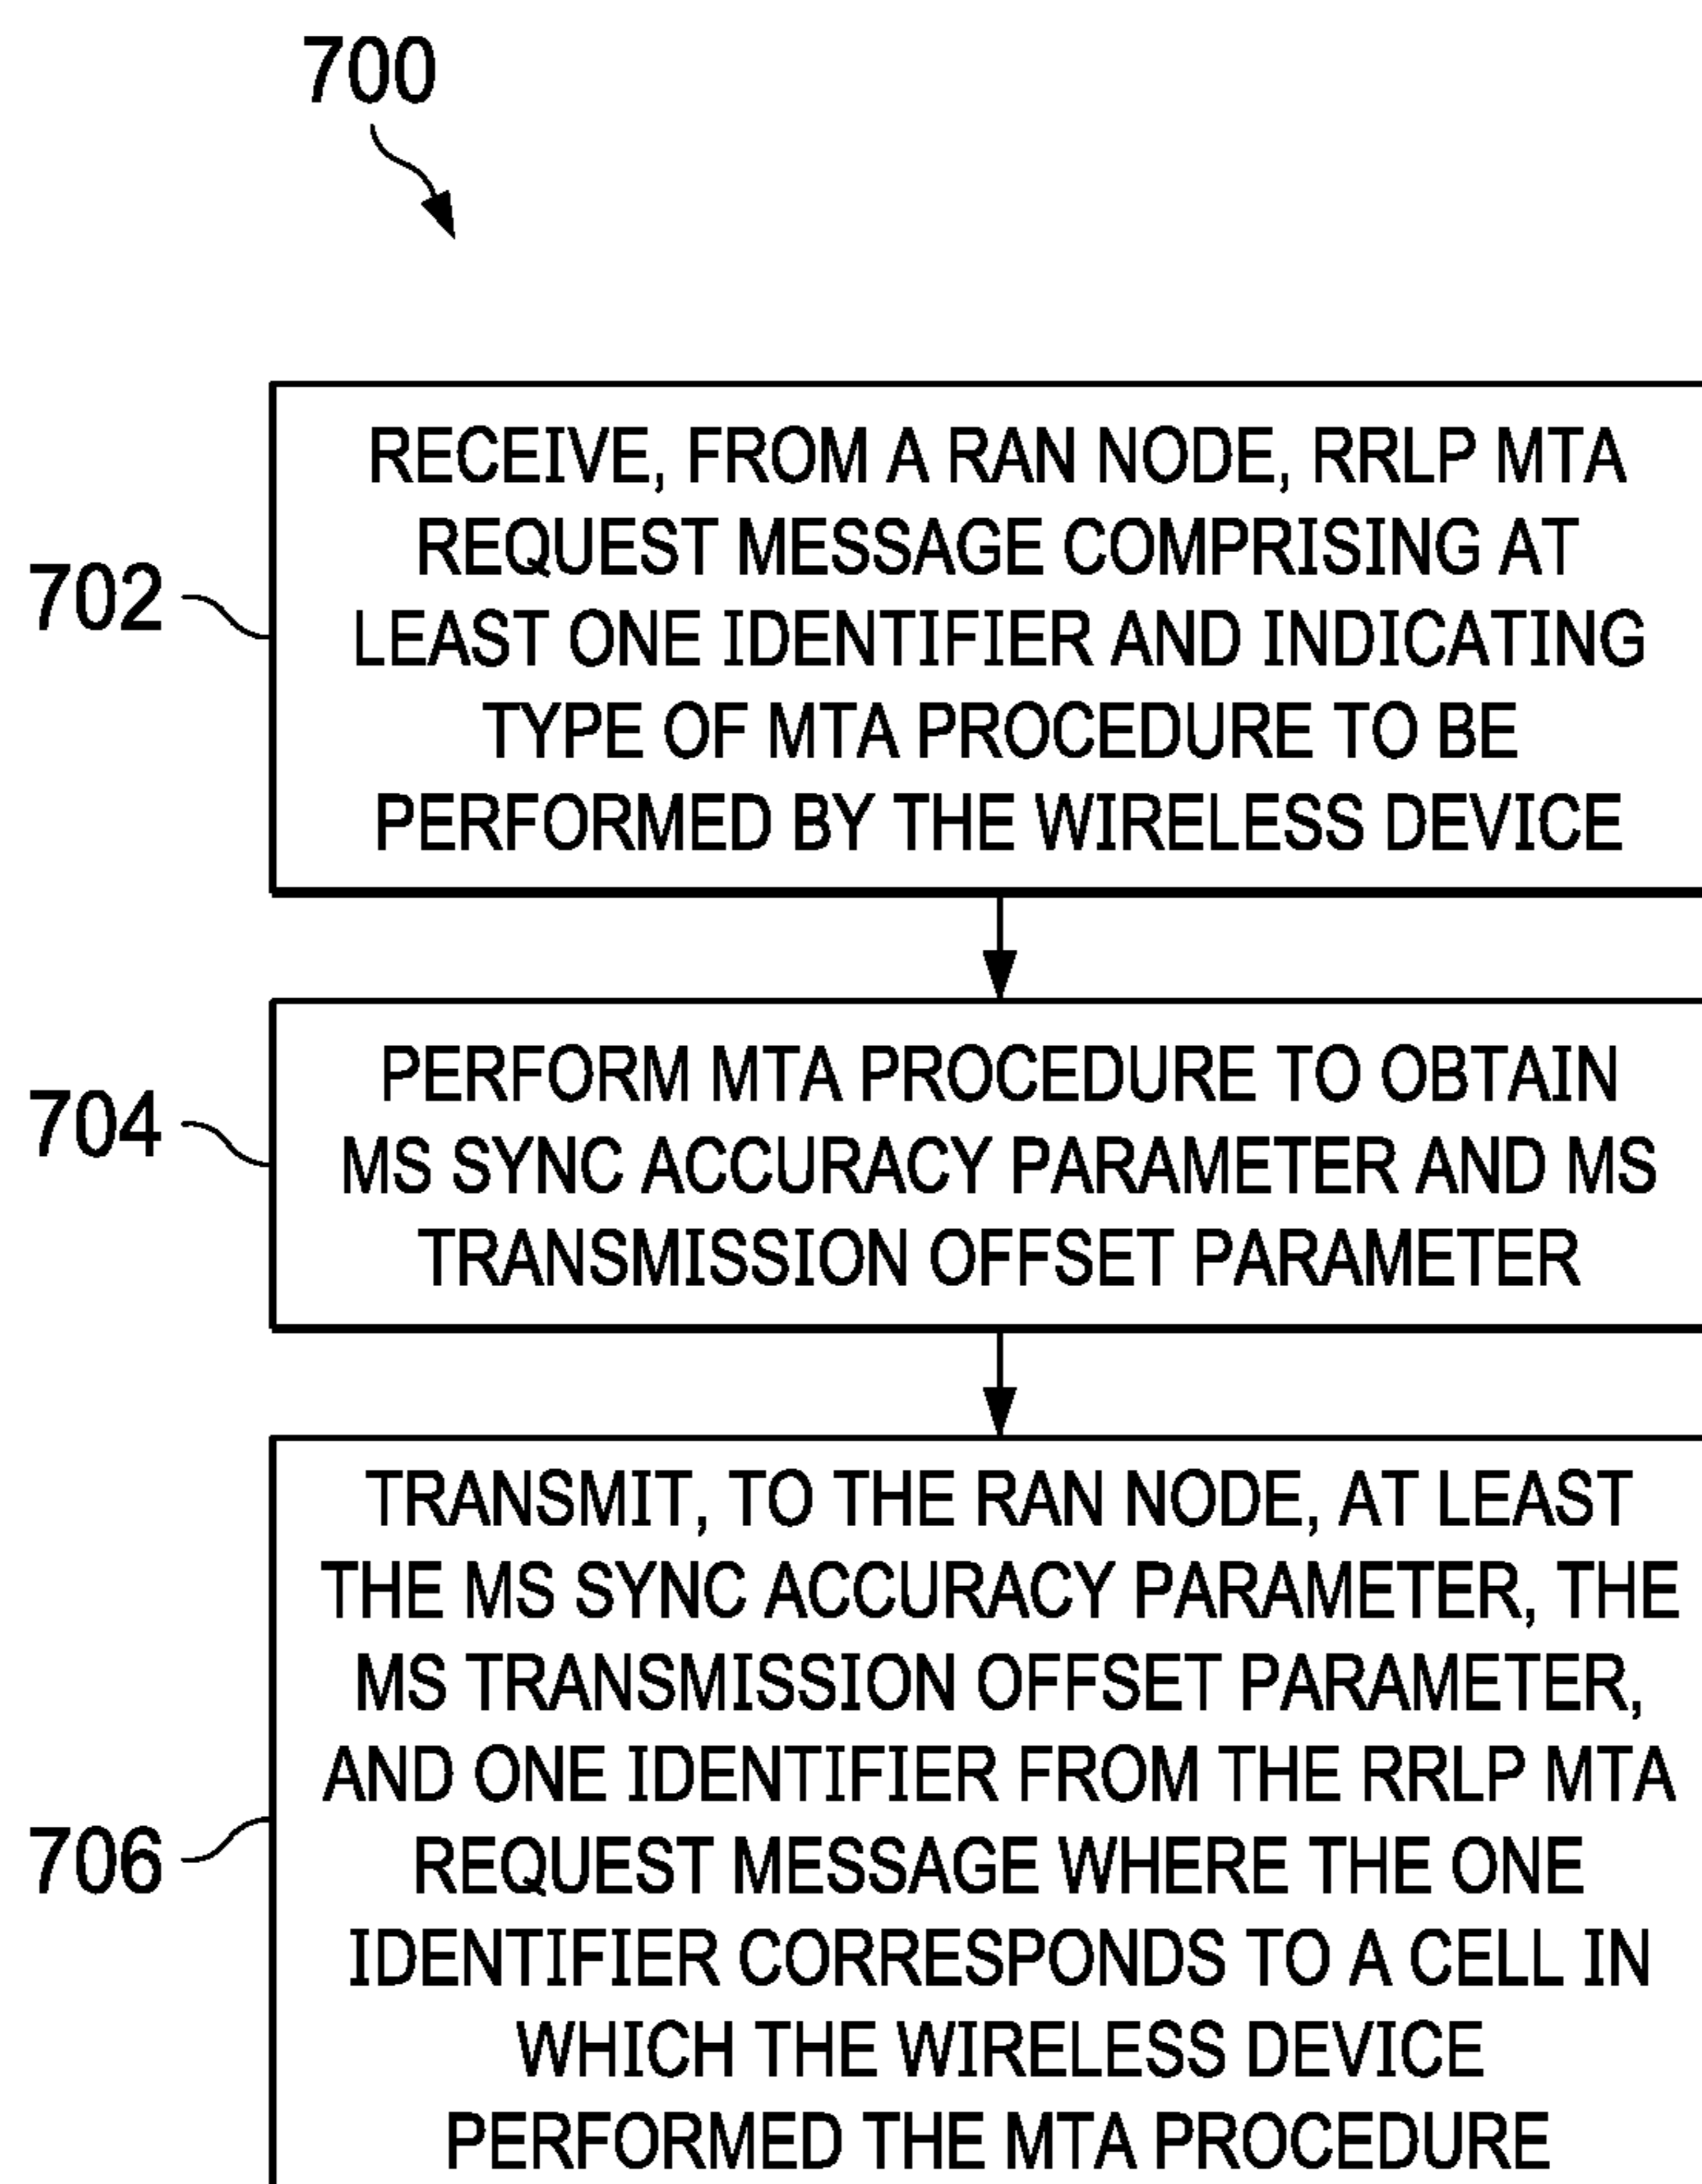 700
702
RECEIVE, FROM A RAN NODE, RRLP MTA
REQUEST MESSAGE COMPRISING AT
LEAST ONE IDENTIFIER AND INDICATING
TYPE OF MTA PROCEDURE TO BE
PERFORMED BY THE WIRELESS DEVICE
704
PERFORM MTA PROCEDURE TO OBTAIN
MS SYNC ACCURACY PARAMETER AND MS
TRANSMISSION OFFSET PARAMETER
706
TRANSMIT, TO THE RAN NODE, AT LEAST
THE MS SYNC ACCURACY PARAMETER, THE
MS TRANSMISSION OFFSET PARAMETER,
AND ONE IDENTIFIER FROM THE RRLP MTA
REQUEST MESSAGE WHERE THE ONE
IDENTIFIER CORRESPONDS TO A CELL IN
WHICH THE WIRELESS DEVICE
PERFORMED THE MTA PROCEDURE